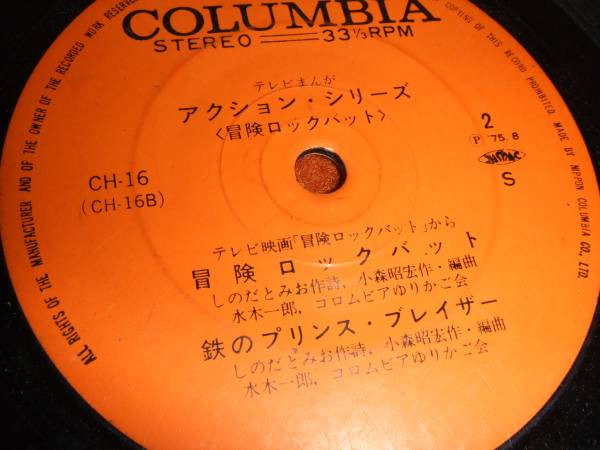 COLUMBIA
STEREO 33⅓RPM
テレビまんが
アクション・シリーズ
〈冒険ロックバット〉
CH-16
(CH-16B)
2
Ⓟ '75. 8
S
テレビ映画「冒険ロックバット」から
冒険ロックバット
しのだとみお作詩, 小森昭宏作・編曲
水木一郎, コロムビアゆりかご会
鉄のプリンス・ブレイザー
しのだとみお作詩, 小森昭宏作・編曲
水木一郎, コロムビアゆりかご会
ALL RIGHTS OF THE MANUFACTURER AND OF THE OWNER OF THE RECORDED WORK RESERVED
COPYING OF THIS RECORD PROHIBITED MADE BY NIPPON COLUMBIA CO., LTD.